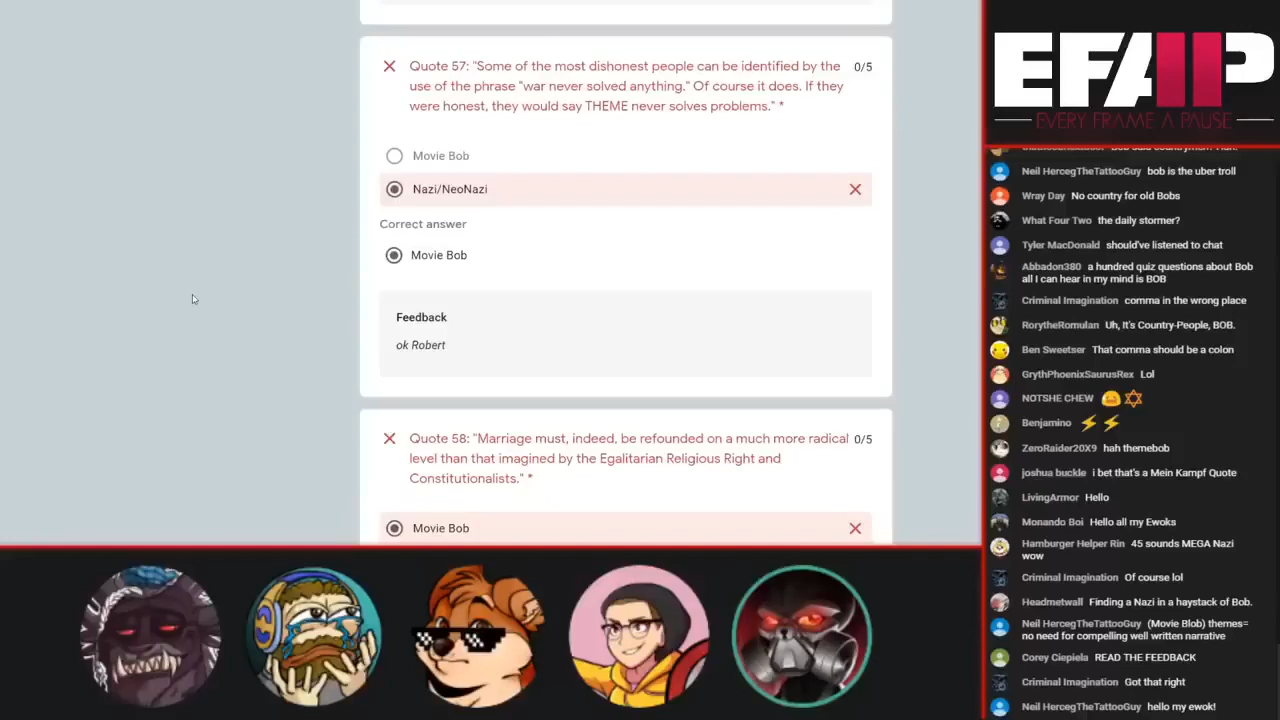 Quote 57: "Some of the most dishonest people can be identified by the
use of the phrase "war never solved anything." Of course it does. If they
were honest, they would say THEME never solves problems." *
0/5
Movie Bob
Nazi/NeoNazi
Correct answer
Movie Bob
Feedback
ok Robert
Quote 58: "Marriage must, indeed, be refounded on a much more radical
level than that imagined by the Egalitarian Religious Right and
Constitutionalists." *
0/5
Movie Bob
EFAP
EVERY FRAME A PAUSE
Neil HercegTheTattooGuy bob is the uber troll
Wray Day No country for old Bobs
What Four Two the daily stormer?
Tyler MacDonald should've listened to chat
Abbadon380 a hundred quiz questions about Bob
all I can hear in my mind is BOB
Criminal Imagination comma in the wrong place
RorytheRomulan Uh, It's Country-People, BOB.
Ben Sweetser That comma should be a colon
GrythPhoenixSaurusRex Lol
NOTSHE CHEW
Benjamino
ZeroRaider20X9 hah themebob
joshua buckle i bet that's a Mein Kampf Quote
LivingArmor Hello
Monando Boi Hello all my Ewoks
Hamburger Helper Rin 45 sounds MEGA Nazi
wow
Criminal Imagination Of course lol
Headmetwall Finding a Nazi in a haystack of Bob.
Neil HercegTheTattooGuy (Movie Blob) themes=
no need for compelling well written narrative
Corey Ciepiela READ THE FEEDBACK
Criminal Imagination Got that right
Neil HercegTheTattooGuy hello my ewok!